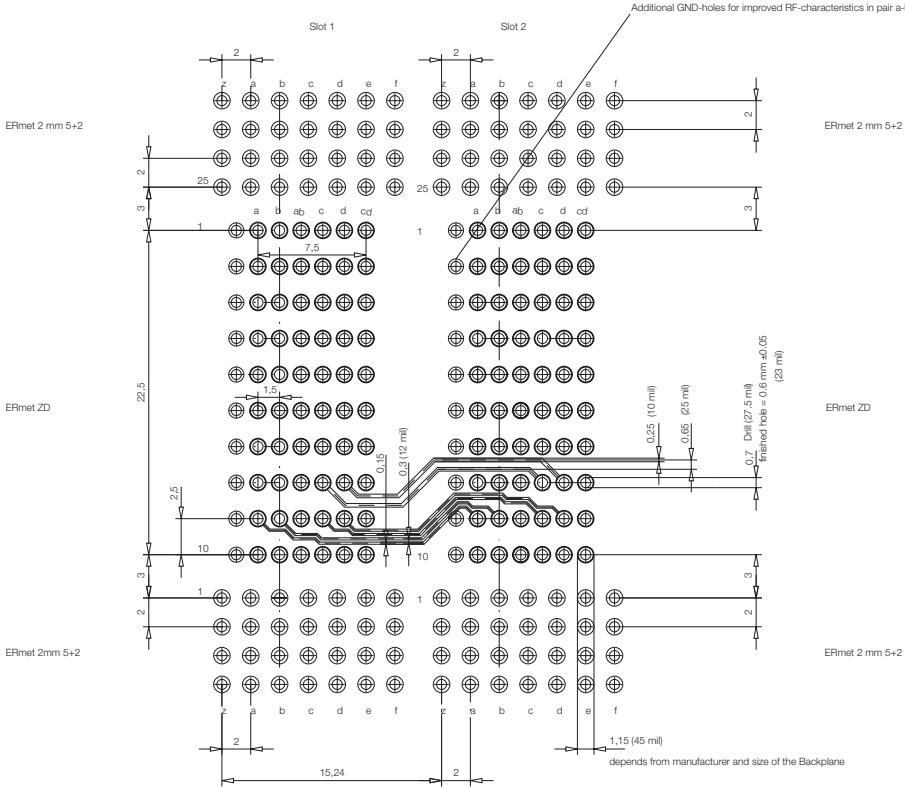 Additional GND-holes for improved RF-characteristics in pair a-
Slot 1 Slot 2
2 2
z a b c d e f z a b c d e f
ERmet 2 mm 5+2 2 ERmet 2 mm 5+2
2
25 25
3 3
a b ab c d cd a b ab c d cd
1 1
7,5
22,5
1,5
ERmet ZD ERmet ZD
0,15
0,3 (12 mil)
0,25 (10 mil)
0,65 (25 mil)
0,7 Drill (27.5 mil)
finished hole = 0.6 mm ±0.05
(23 mil)
2,5
10 10
3 3
1 1
2 2
ERmet 2mm 5+2 ERmet 2 mm 5+2
z a b c d e f z a b c d e f
2 1,15 (45 mil)
depends from manufacturer and size of the Backplane
15,24 2